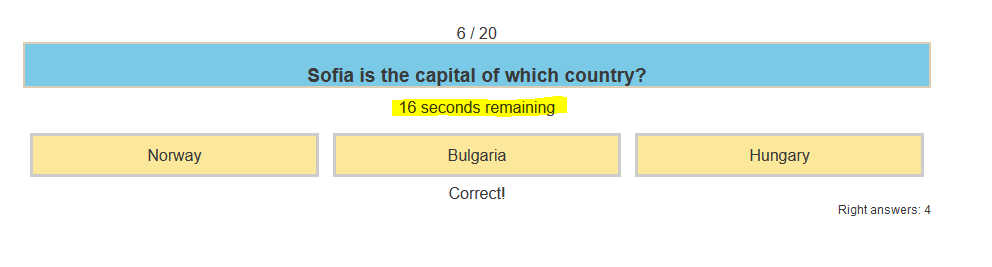 6 / 20
Sofia is the capital of which country?
16 seconds remaining
Norway
Bulgaria
Hungary
Correct!
Right answers: 4